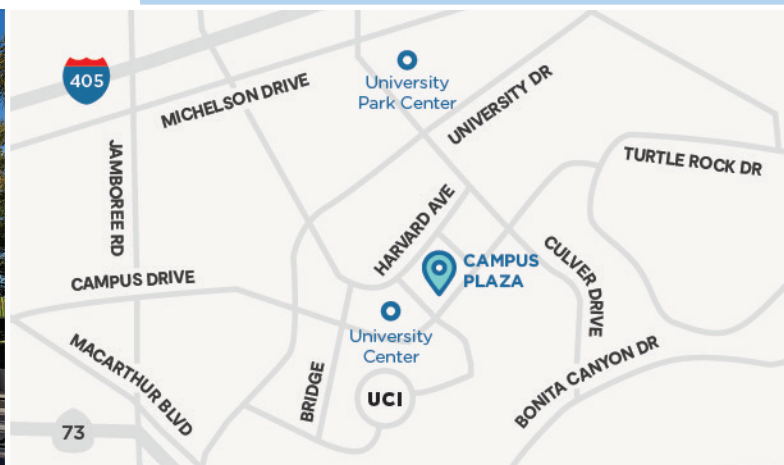 405
University
Park Center
MICHELSON DRIVE
UNIVERSITY DR
JAMBOREE RD
TURTLE ROCK DR
HARVARD AVE
CAMPUS
PLAZA
CULVER DRIVE
CAMPUS DRIVE
University
Center
MACARTHUR BLVD
BRIDGE
UCI
BONITA CANYON DR
73